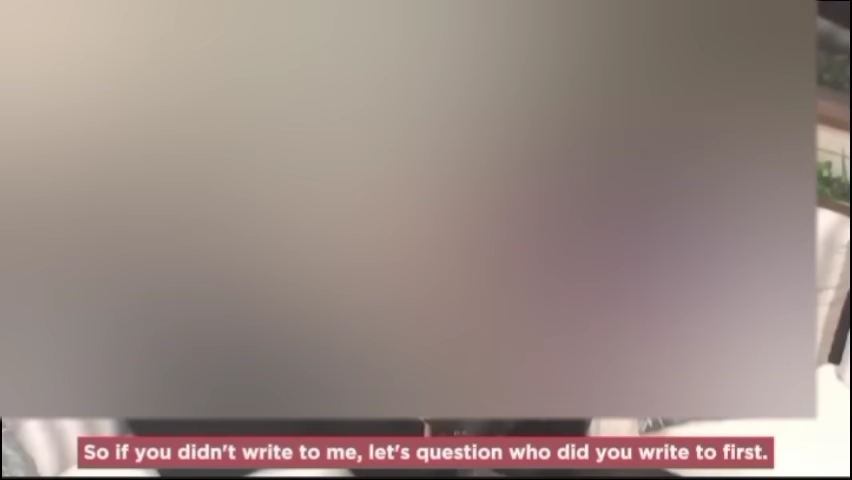 So if you didn't write to me, let's question who did you write to first.